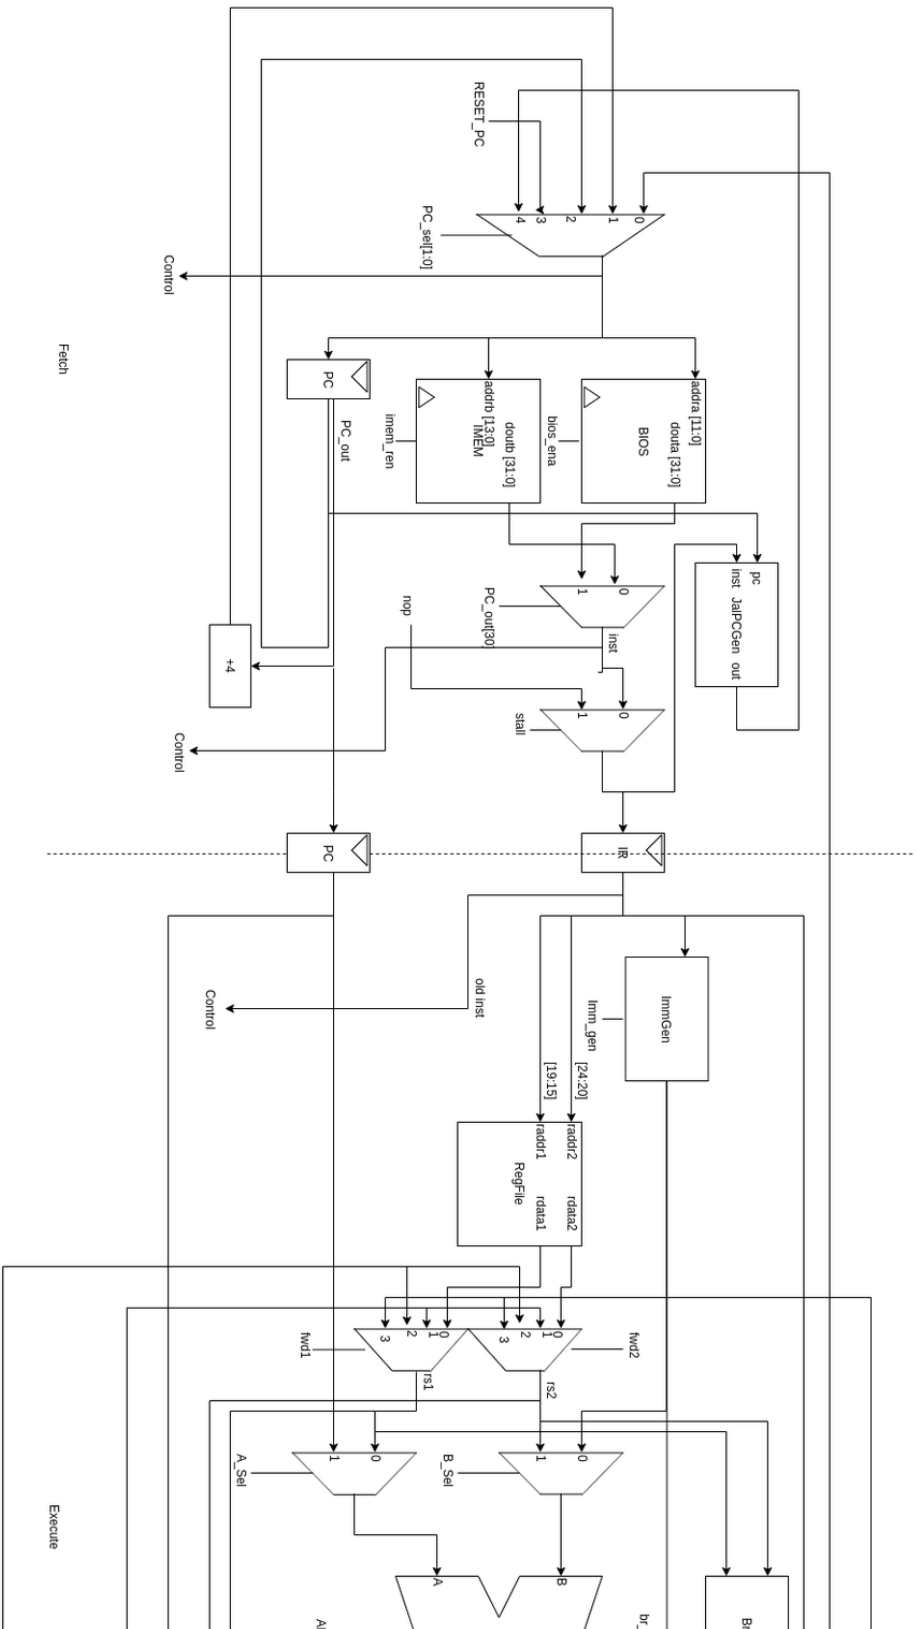 RESET_PC
4
3
2
1
0
PC_sel[1:0]
Control
Fetch
PC
PC_out
addrb [13:0]
doutb [31:0]
IMEM
imem_ren
addra [11:0]
douta [31:0]
BIOS
bios_ena
pc
inst
JalPCGen
out
0
1
PC_out[30]
inst
nop
0
1
stall
+4
Control
PC
IR
old inst
Control
ImmGen
Imm_gen
[24:20]
[19:15]
raddr2
raddr1
RegFile
rdata2
rdata1
3
2
1
0
3
2
1
0
fwd1
fwd2
rs1
rs2
1
0
A_Sel
1
0
B_Sel
Execute
A
B
br_